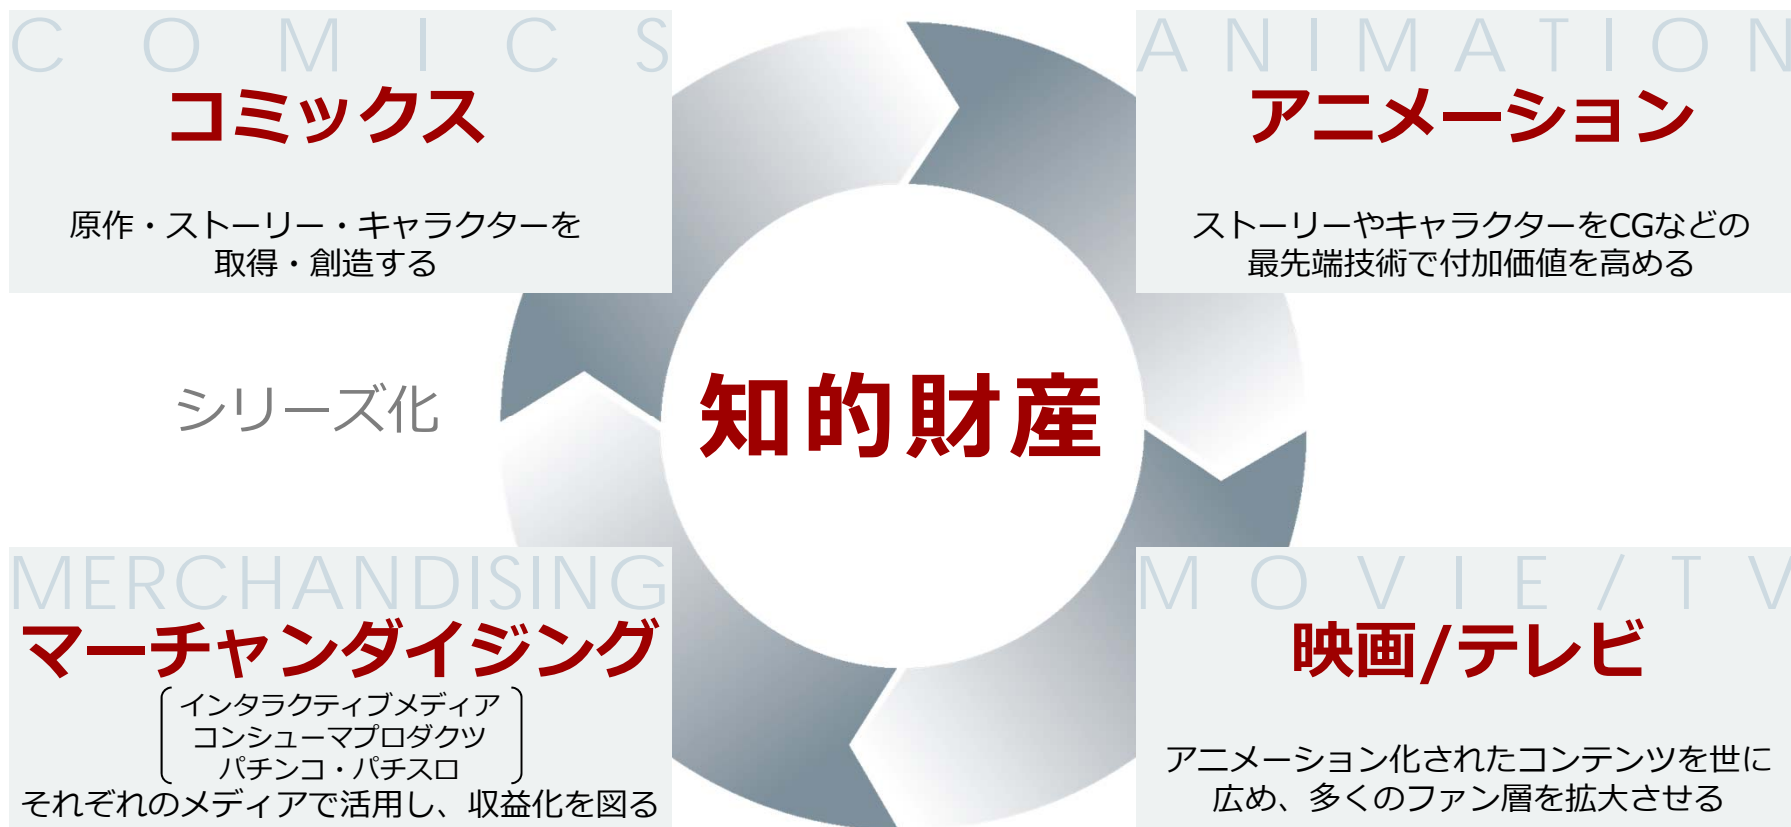 COMICS
コミックス
原作・ストーリー・キャラクターを
取得・創造する
ANIMATION
アニメーション
ストーリーやキャラクターをCGなどの
最先端技術で付加価値を高める
シリーズ化
知的財産
MERCHANDISING
マーチャンダイジング
インタラクティブメディア
コンシューマプロダクツ
パチンコ・パチスロ
それぞれのメディアで活用し、収益化を図る
MOVIE/TV
映画/テレビ
アニメーション化されたコンテンツを世に
広め、多くのファン層を拡大させる